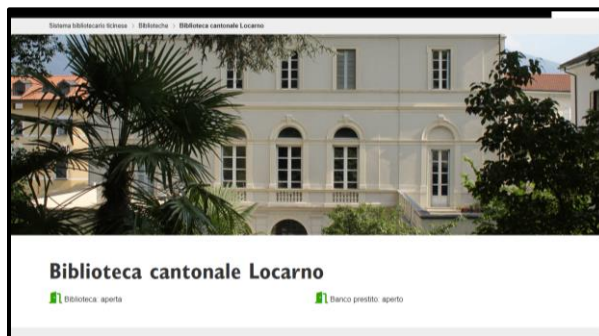 Sistema bibliotecario ticinese > Biblioteche > Biblioteca cantonale Locarno
Biblioteca cantonale Locarno
Biblioteca: aperta
Banco prestito: aperto